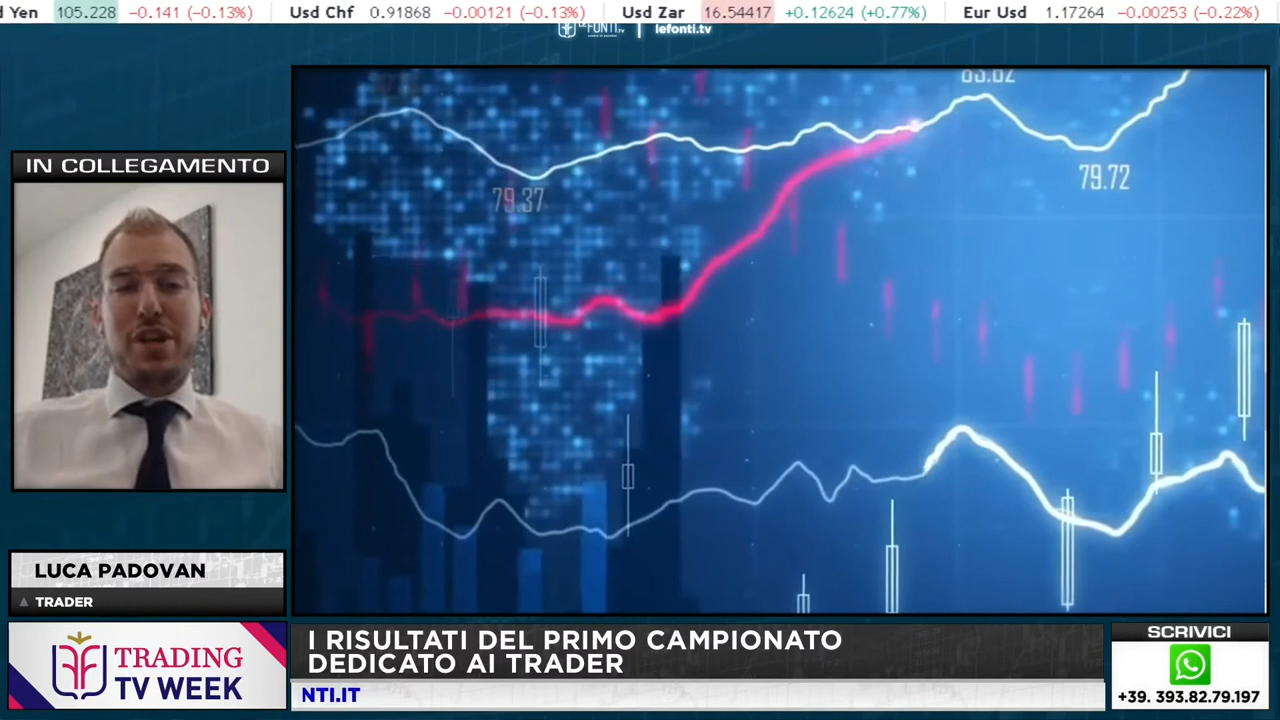 Yen 105.228 −0.141 (−0.13%) Usd Chf 0.91868 −0.00121 (−0.13%) Usd Zar 16.54417 +0.12624 (+0.77%) Eur Usd 1.17264 −0.00253 (−0.22%)
LE FONTI.TV lefonti.tv
IN COLLEGAMENTO
79.37
79.72
LUCA PADOVAN
TRADER
TRADING
TV WEEK
I RISULTATI DEL PRIMO CAMPIONATO
DEDICATO AI TRADER
NTI.IT
SCRIVICI
+39. 393.82.79.197